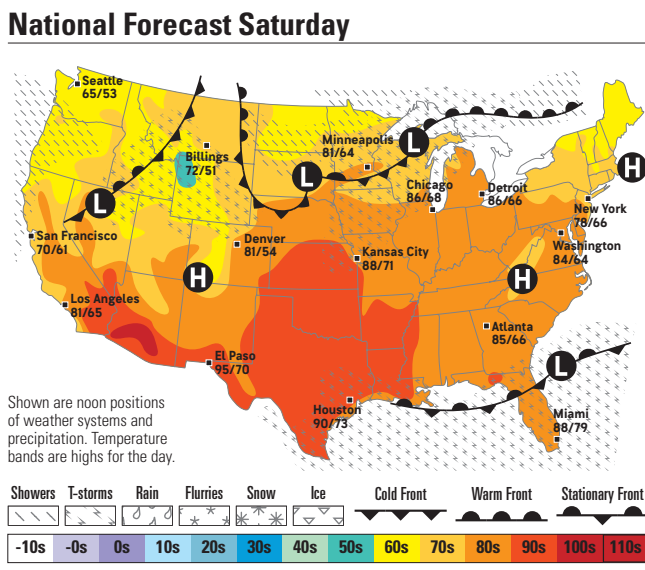 National Forecast Saturday
Seattle
65/53
Billings
72/51
Minneapolis
81/64
L
L
L
H
Chicago
86/68
Detroit
86/66
New York
78/66
San Francisco
70/61
Denver
81/54
Kansas City
88/71
Washington
84/64
H
H
Los Angeles
81/65
Atlanta
85/66
El Paso
95/70
L
Houston
90/73
Miami
88/79
Shown are noon positions
of weather systems and
precipitation. Temperature
bands are highs for the day.
Showers T-storms Rain Flurries Snow Ice Cold Front Warm Front Stationary Front
-10s -0s 0s 10s 20s 30s 40s 50s 60s 70s 80s 90s 100s 110s